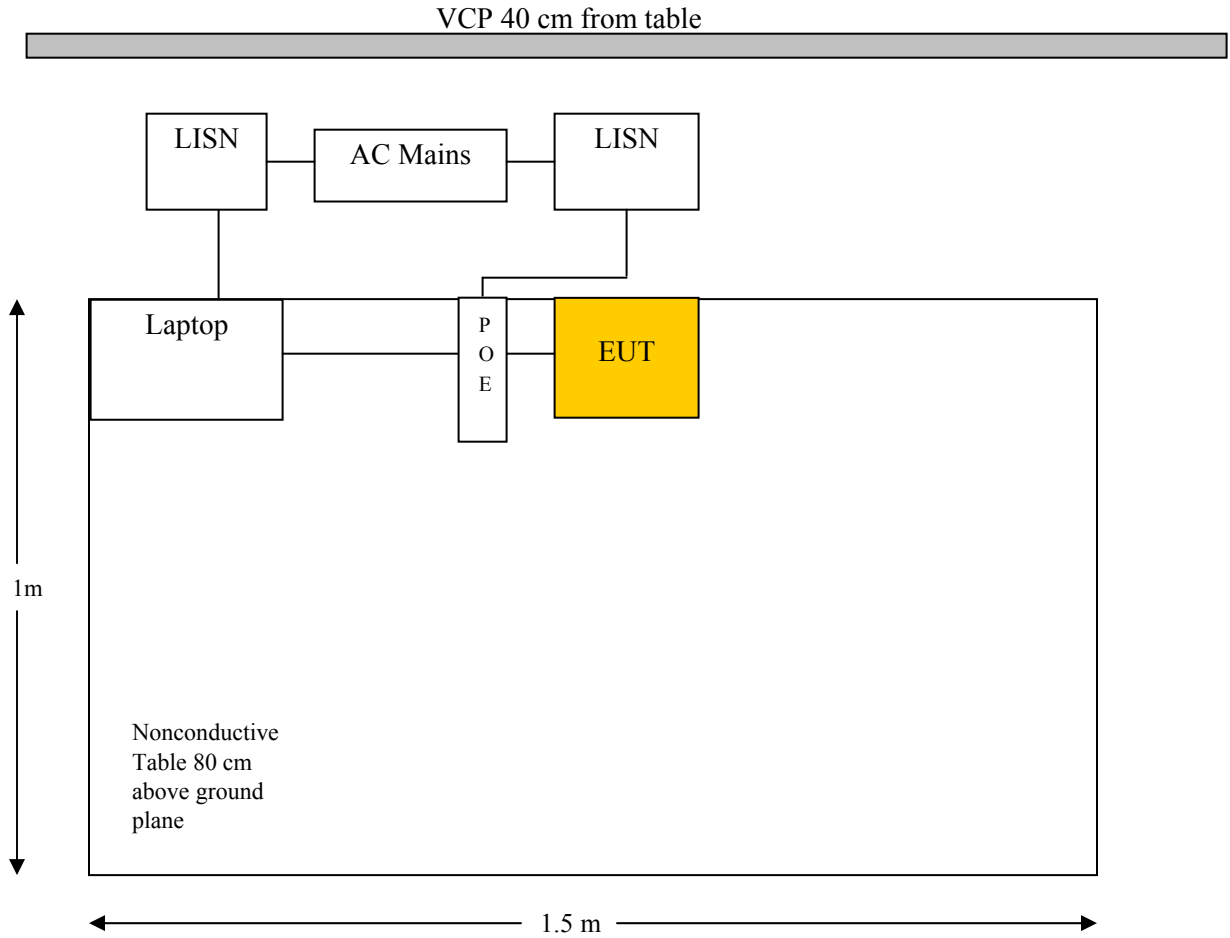 VCP 40 cm from table
LISN
AC Mains
LISN
Laptop
P
O
E
EUT
1m
Nonconductive
Table 80 cm
above ground
plane
1.5 m